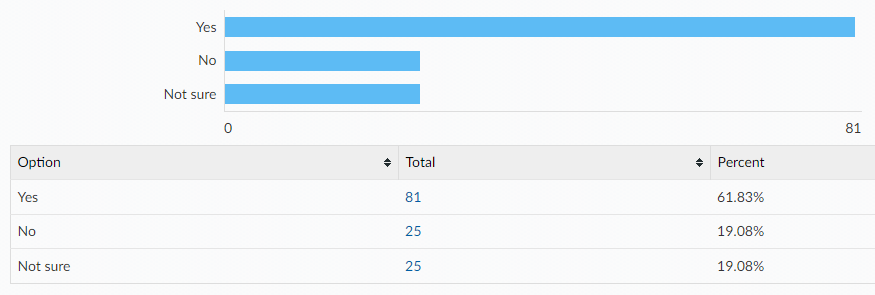 Yes
No
Not sure
0 81
Option Total Percent
Yes 81 61.83%
No 25 19.08%
Not sure 25 19.08%